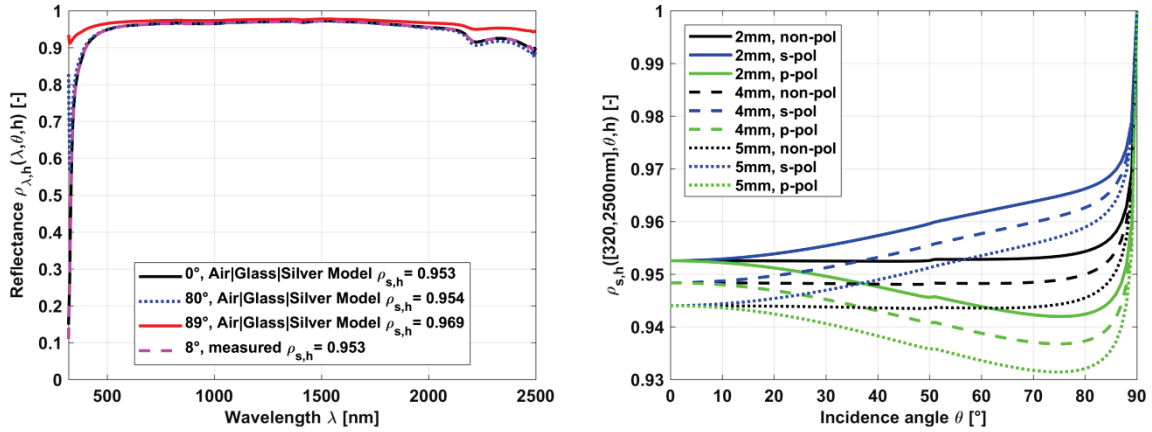 1
0.9
0.8
0.7
0.6
0.5
0.4
0.3
0.2
0.1
0
Reflectance ρλ,h(λ,θ,h) [-]
0°, Air|Glass|Silver Model ρs,h = 0.953
80°, Air|Glass|Silver Model ρs,h = 0.954
89°, Air|Glass|Silver Model ρs,h = 0.969
8°, measured ρs,h = 0.953
500 1000 1500 2000 2500
Wavelength λ [nm]
1
0.99
0.98
0.97
0.96
0.95
0.94
0.93
ρs,h([320,2500nm],θ,h) [-]
2mm, non-pol
2mm, s-pol
2mm, p-pol
4mm, non-pol
4mm, s-pol
4mm, p-pol
5mm, non-pol
5mm, s-pol
5mm, p-pol
0 10 20 30 40 50 60 70 80 90
Incidence angle θ [°]